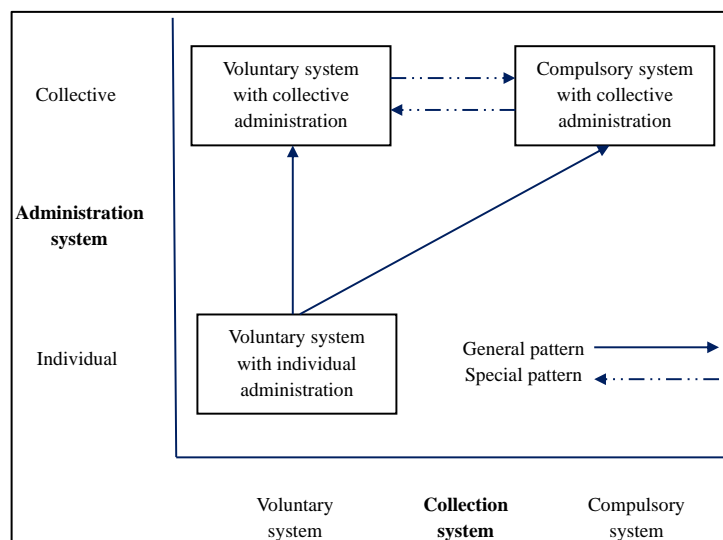 Voluntary system
with collective
administration
Compulsory system
with collective
administration
Collective
Administration
system
Voluntary system
with individual
administration
Individual
General pattern
Special pattern
Voluntary
system
Collection
system
Compulsory
system